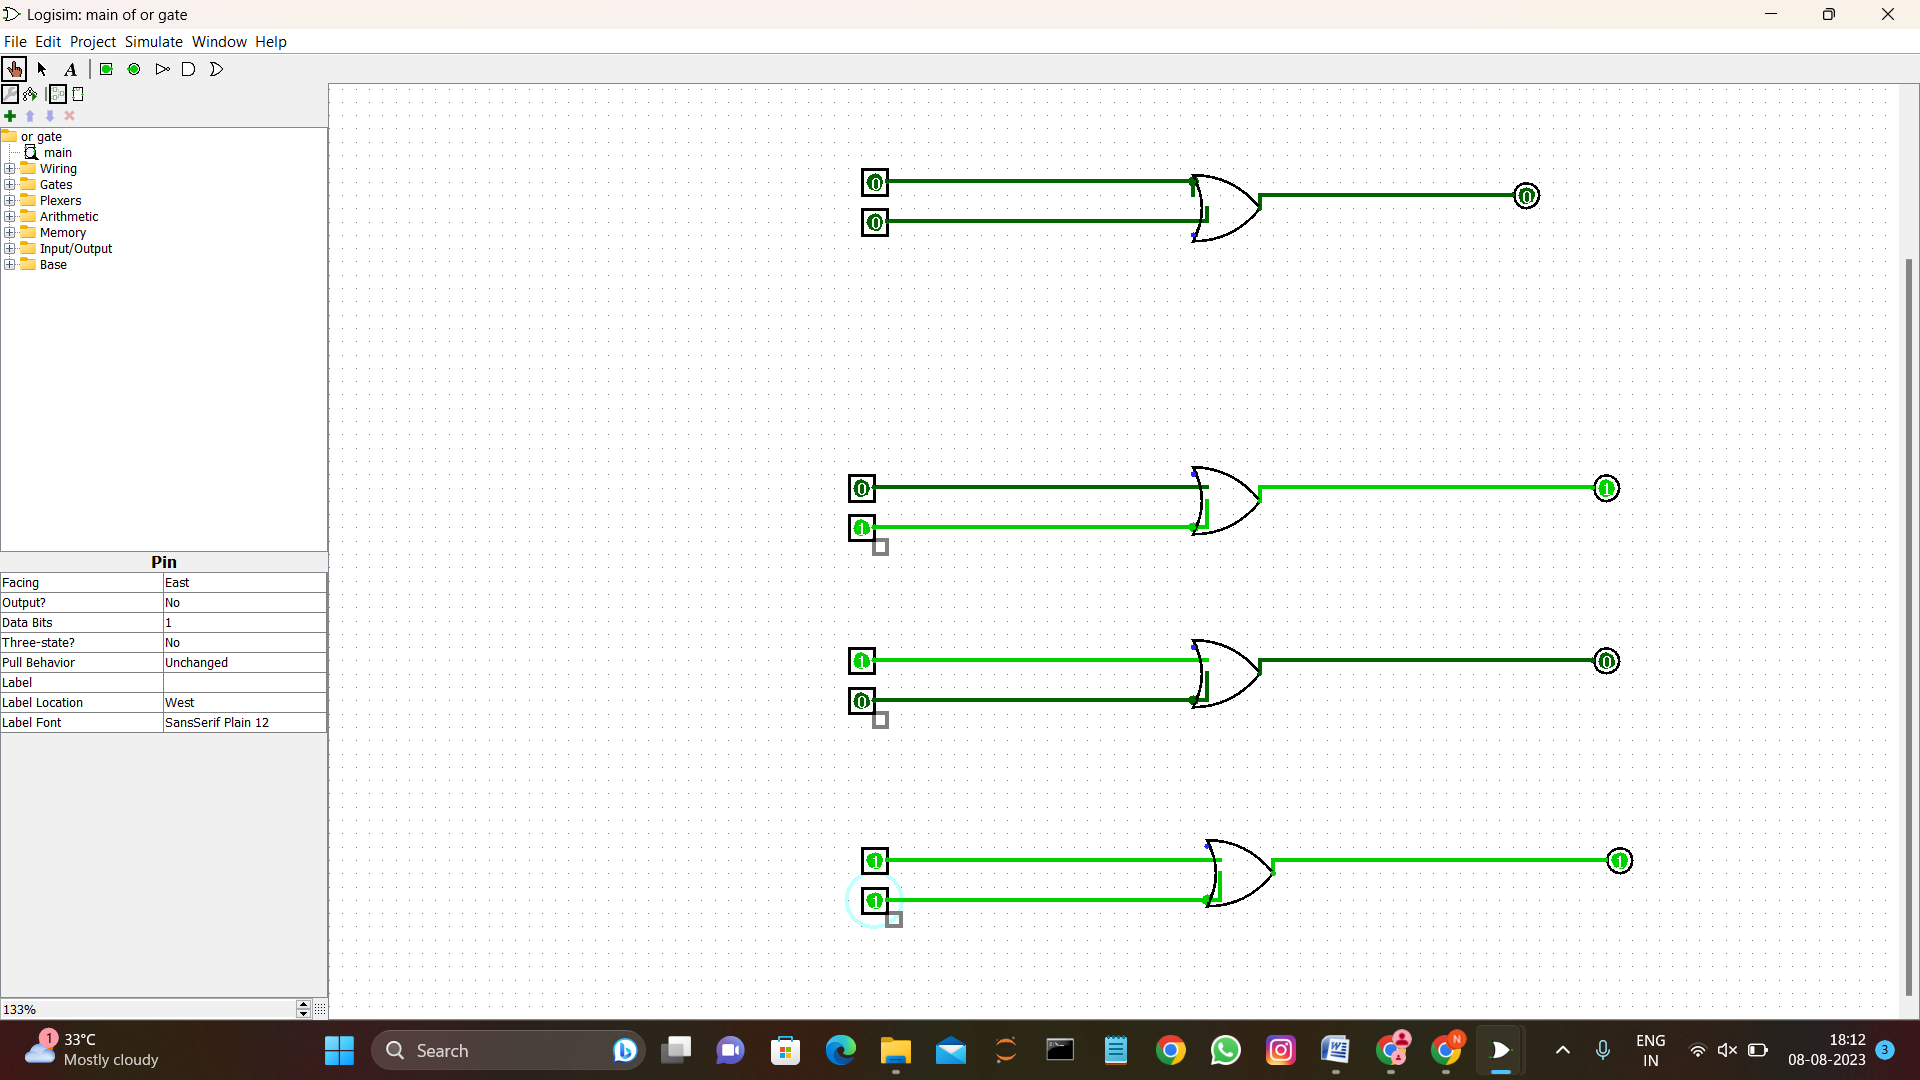 Logisim: main of or gate
File Edit Project Simulate Window Help
A
or gate
main
Wiring
Gates
Plexers
Arithmetic
Memory
Input/Output
Base
Pin
Facing East
Output? No
Data Bits 1
Three-state? No
Pull Behavior Unchanged
Label
Label Location West
Label Font SansSerif Plain 12
133%
0
0
0
0
1
1
1
0
0
1
1
1
1
33°C
Mostly cloudy
Search
N
ENG
IN
18:12
08-08-2023
3